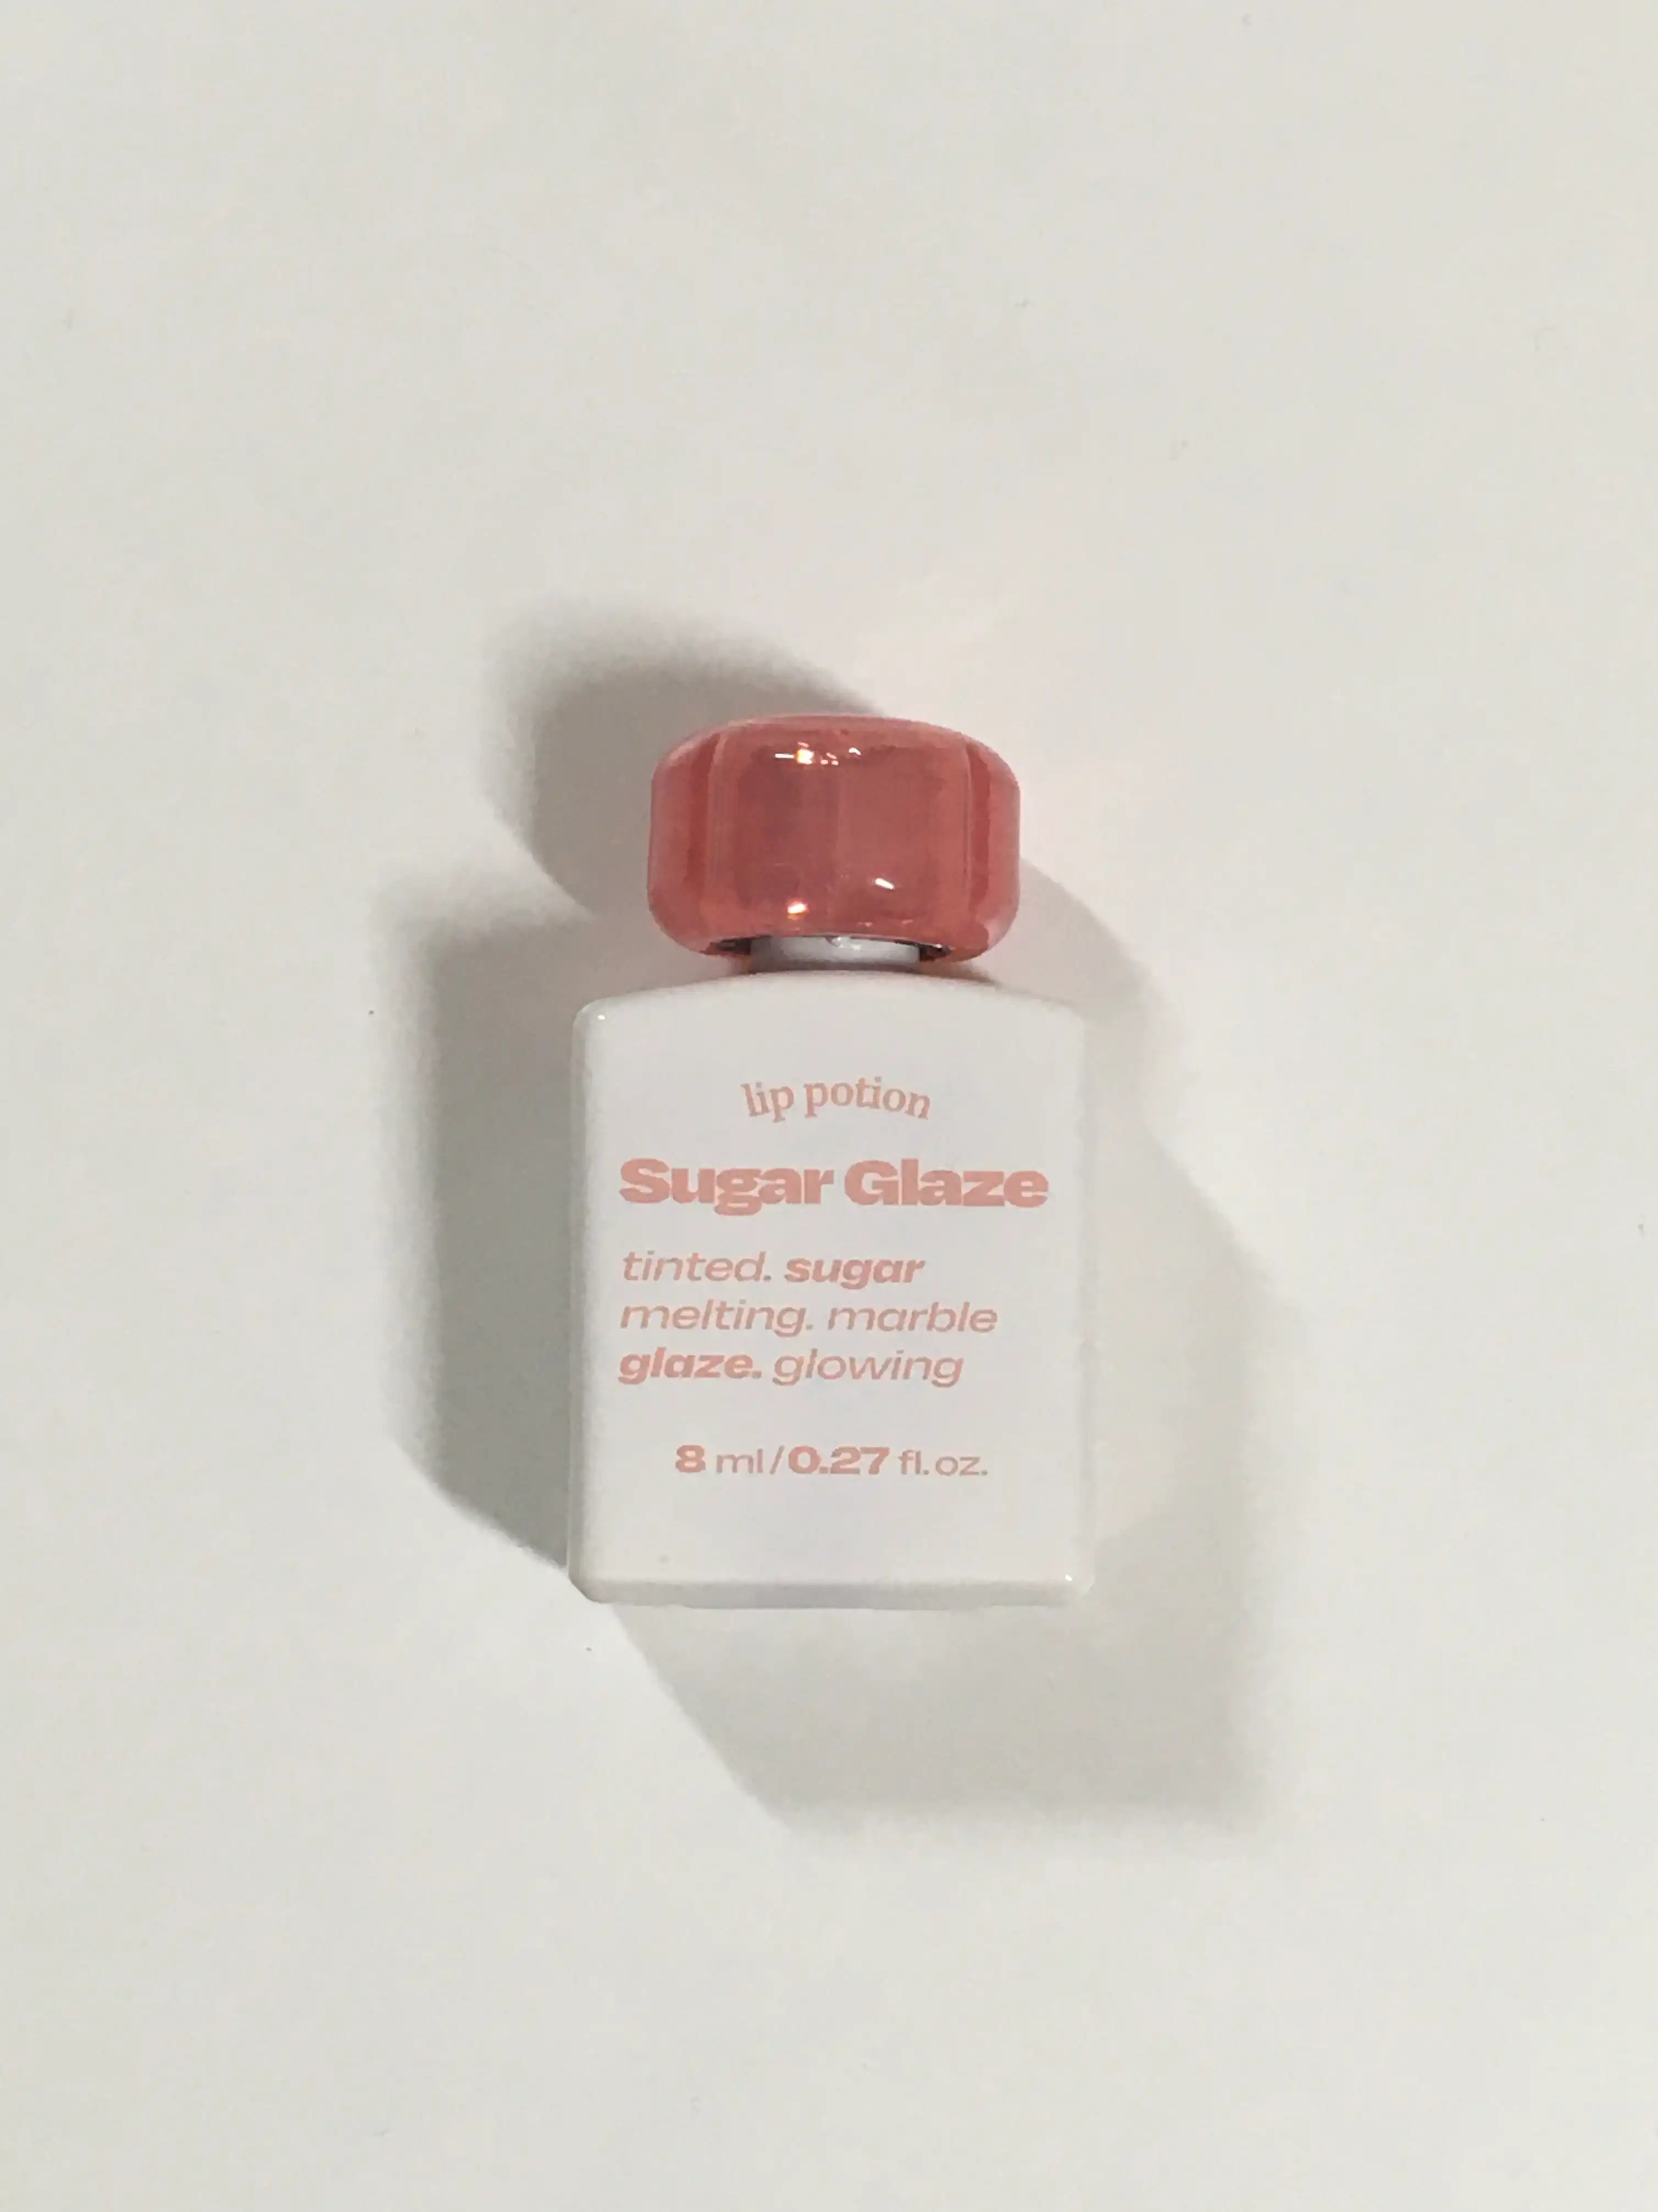 lip potion
Sugar Glaze
tinted. sugar
melting. marble
glaze. glowing
8 ml/0.27 fl.oz.